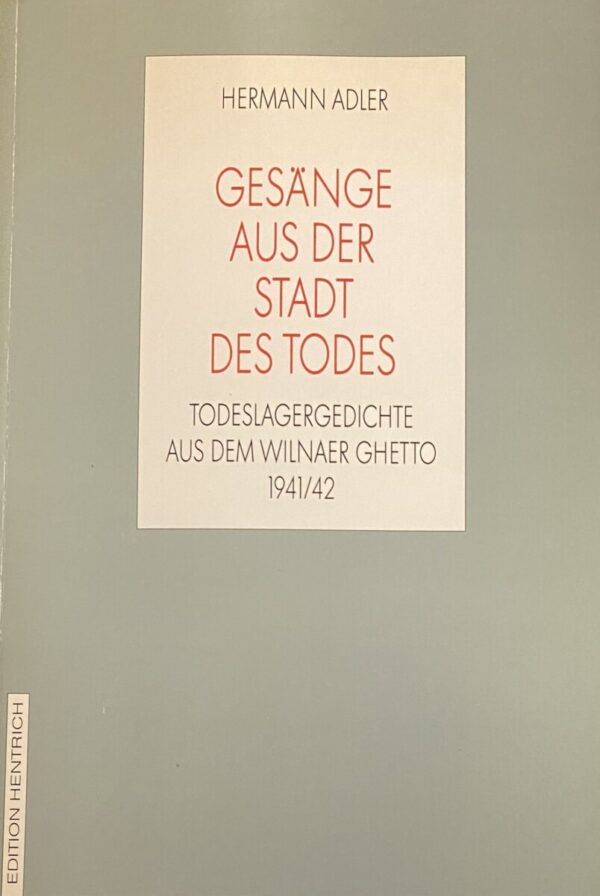 HERMANN ADLER
GESÄNGE
AUS DER
STADT
DES TODES
TODESLAGERGEDICHTE
AUS DEM WILNAER GHETTO
1941/42
EDITION HENTRICH